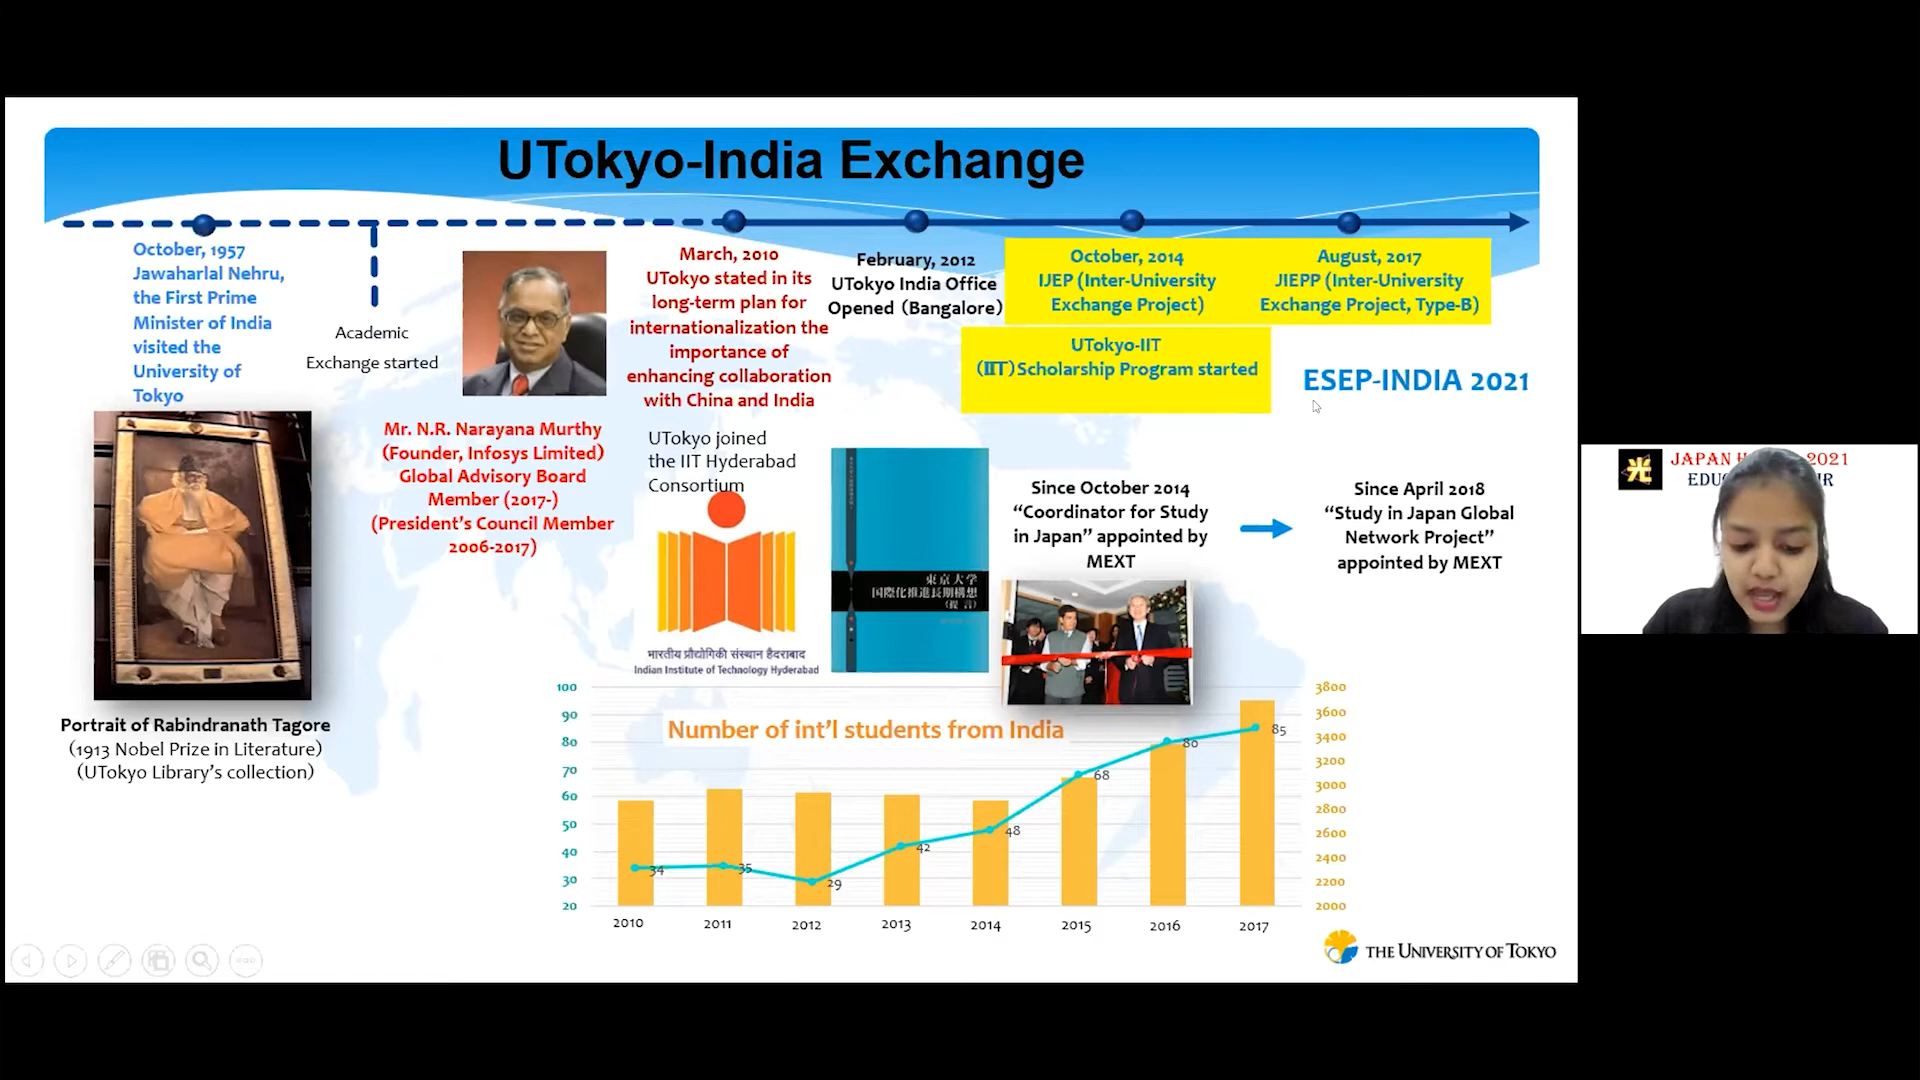 UTokyo-India Exchange
October, 1957
Jawaharlal Nehru,
the First Prime
Minister of India
visited the
University of
Tokyo
Academic
Exchange started
Mr. N.R. Narayana Murthy
(Founder, Infosys Limited)
Global Advisory Board
Member (2017-)
(President's Council Member
2006-2017)
March, 2010
UTokyo stated in its
long-term plan for
internationalization the
importance of
enhancing collaboration
with China and India
February, 2012
UTokyo India Office
Opened (Bangalore)
October, 2014
IJEP (Inter-University
Exchange Project)
August, 2017
JIEPP (Inter-University
Exchange Project, Type-B)
UTokyo-IIT
(IIT) Scholarship Program started
ESEP-INDIA 2021
UTokyo joined
the IIT Hyderabad
Consortium
भारतीय प्रौद्योगिकी संस्थान हैदराबाद
Indian Institute of Technology Hyderabad
東京大学
国際化推進長期構想
(提言)
Since October 2014
“Coordinator for Study
in Japan” appointed by
MEXT
Since April 2018
“Study in Japan Global
Network Project”
appointed by MEXT
Portrait of Rabindranath Tagore
(1913 Nobel Prize in Literature)
(UTokyo Library's collection)
Number of int'l students from India
100
90
80
70
60
50
40
30
20
3800
3600
3400
3200
3000
2800
2600
2400
2200
2000
34
35
29
42
48
68
80
85
2010
2011
2012
2013
2014
2015
2016
2017
THE UNIVERSITY OF TOKYO
光
JAPAN H 2021
EDU